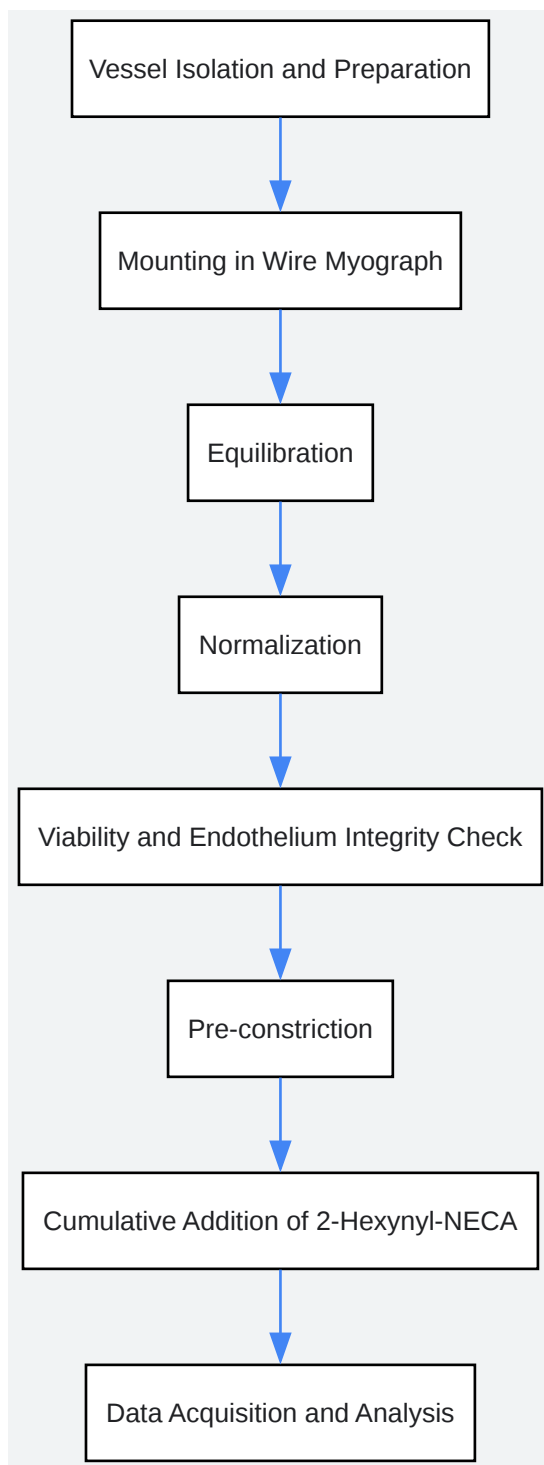 Vessel Isolation and Preparation
Mounting in Wire Myograph
Equilibration
Normalization
Viability and Endothelium Integrity Check
Pre-constriction
Cumulative Addition of 2-Hexynyl-NECA
Data Acquisition and Analysis